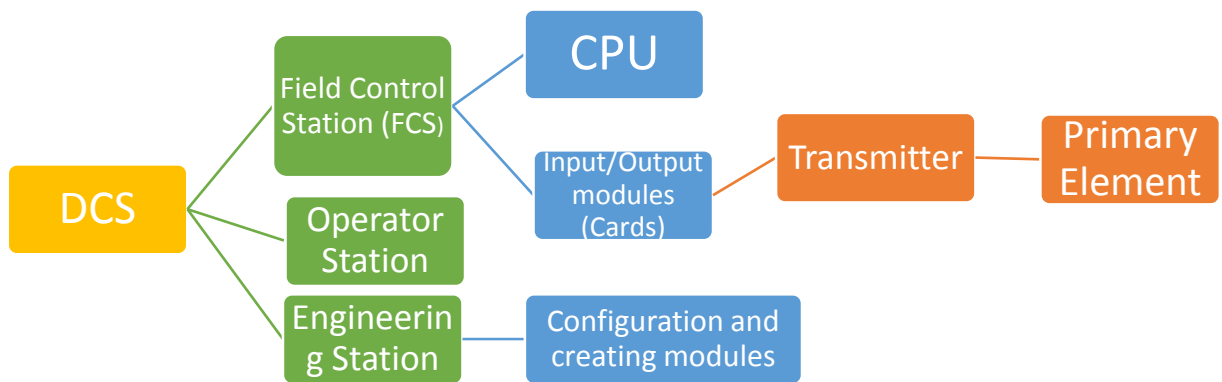 DCS
Field Control
Station (FCS)
CPU
Input/Output
modules
(Cards)
Transmitter
Primary
Element
Operator
Station
Engineerin
g Station
Configuration and
creating modules